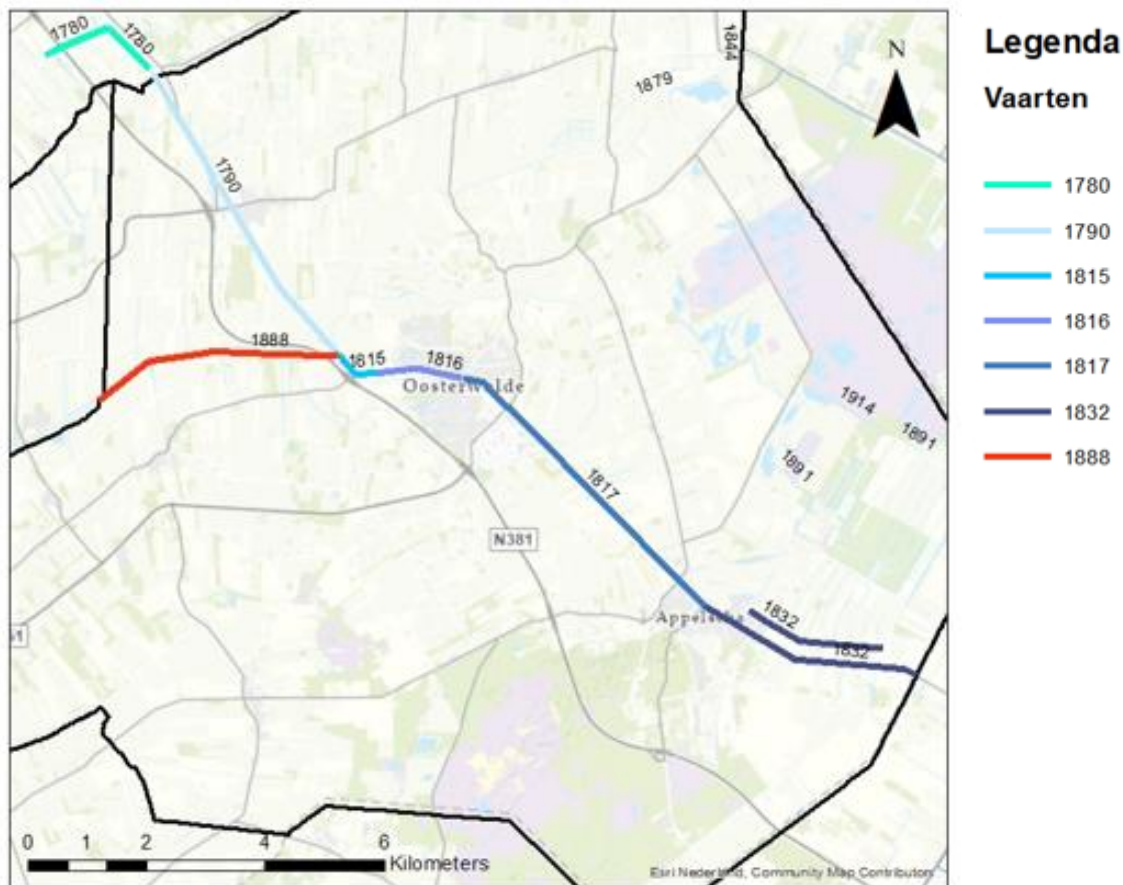 1780
1780
1844
N
1879
1790
1888
1815
1816
Oosterwolde
1914
1891
1891
1817
N381
1832
Appelscha
1832
0 1 2 4 6
Kilometers
Esri Nederland, Community Map Contributors
Legenda
Vaarten
1780
1790
1815
1816
1817
1832
1888